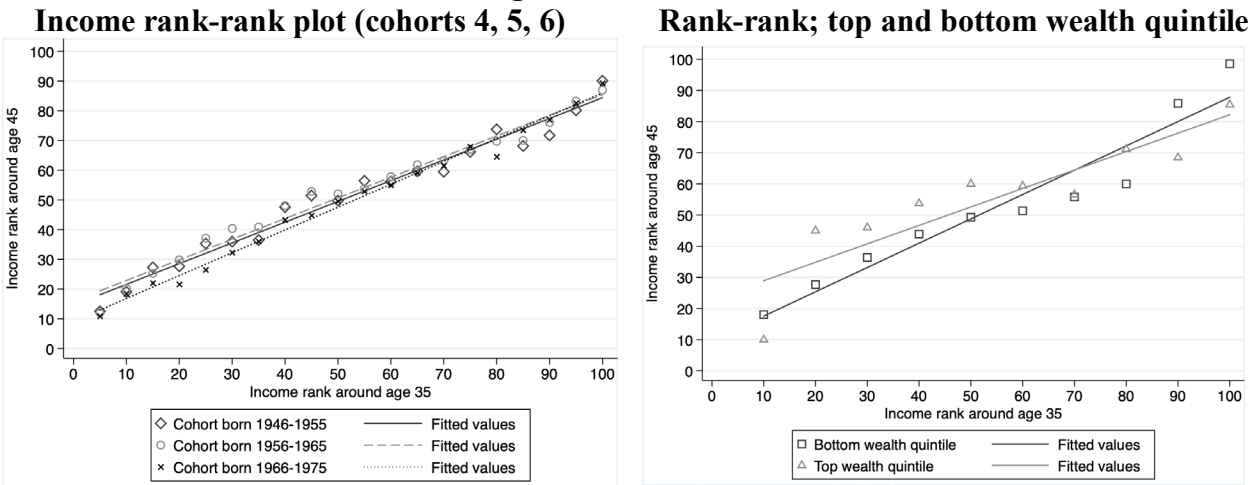 Income rank-rank plot (cohorts 4, 5, 6)
100
90
80
70
60
50
40
30
20
10
0
Income rank around age 45
0 10 20 30 40 50 60 70 80 90 100
Income rank around age 35
Cohort born 1946-1955 Fitted values
Cohort born 1956-1965 Fitted values
Cohort born 1966-1975 Fitted values
Rank-rank; top and bottom wealth quintile
100
90
80
70
60
50
40
30
20
10
0
Income rank around age 45
0 10 20 30 40 50 60 70 80 90 100
Income rank around age 35
Bottom wealth quintile Fitted values
Top wealth quintile Fitted values